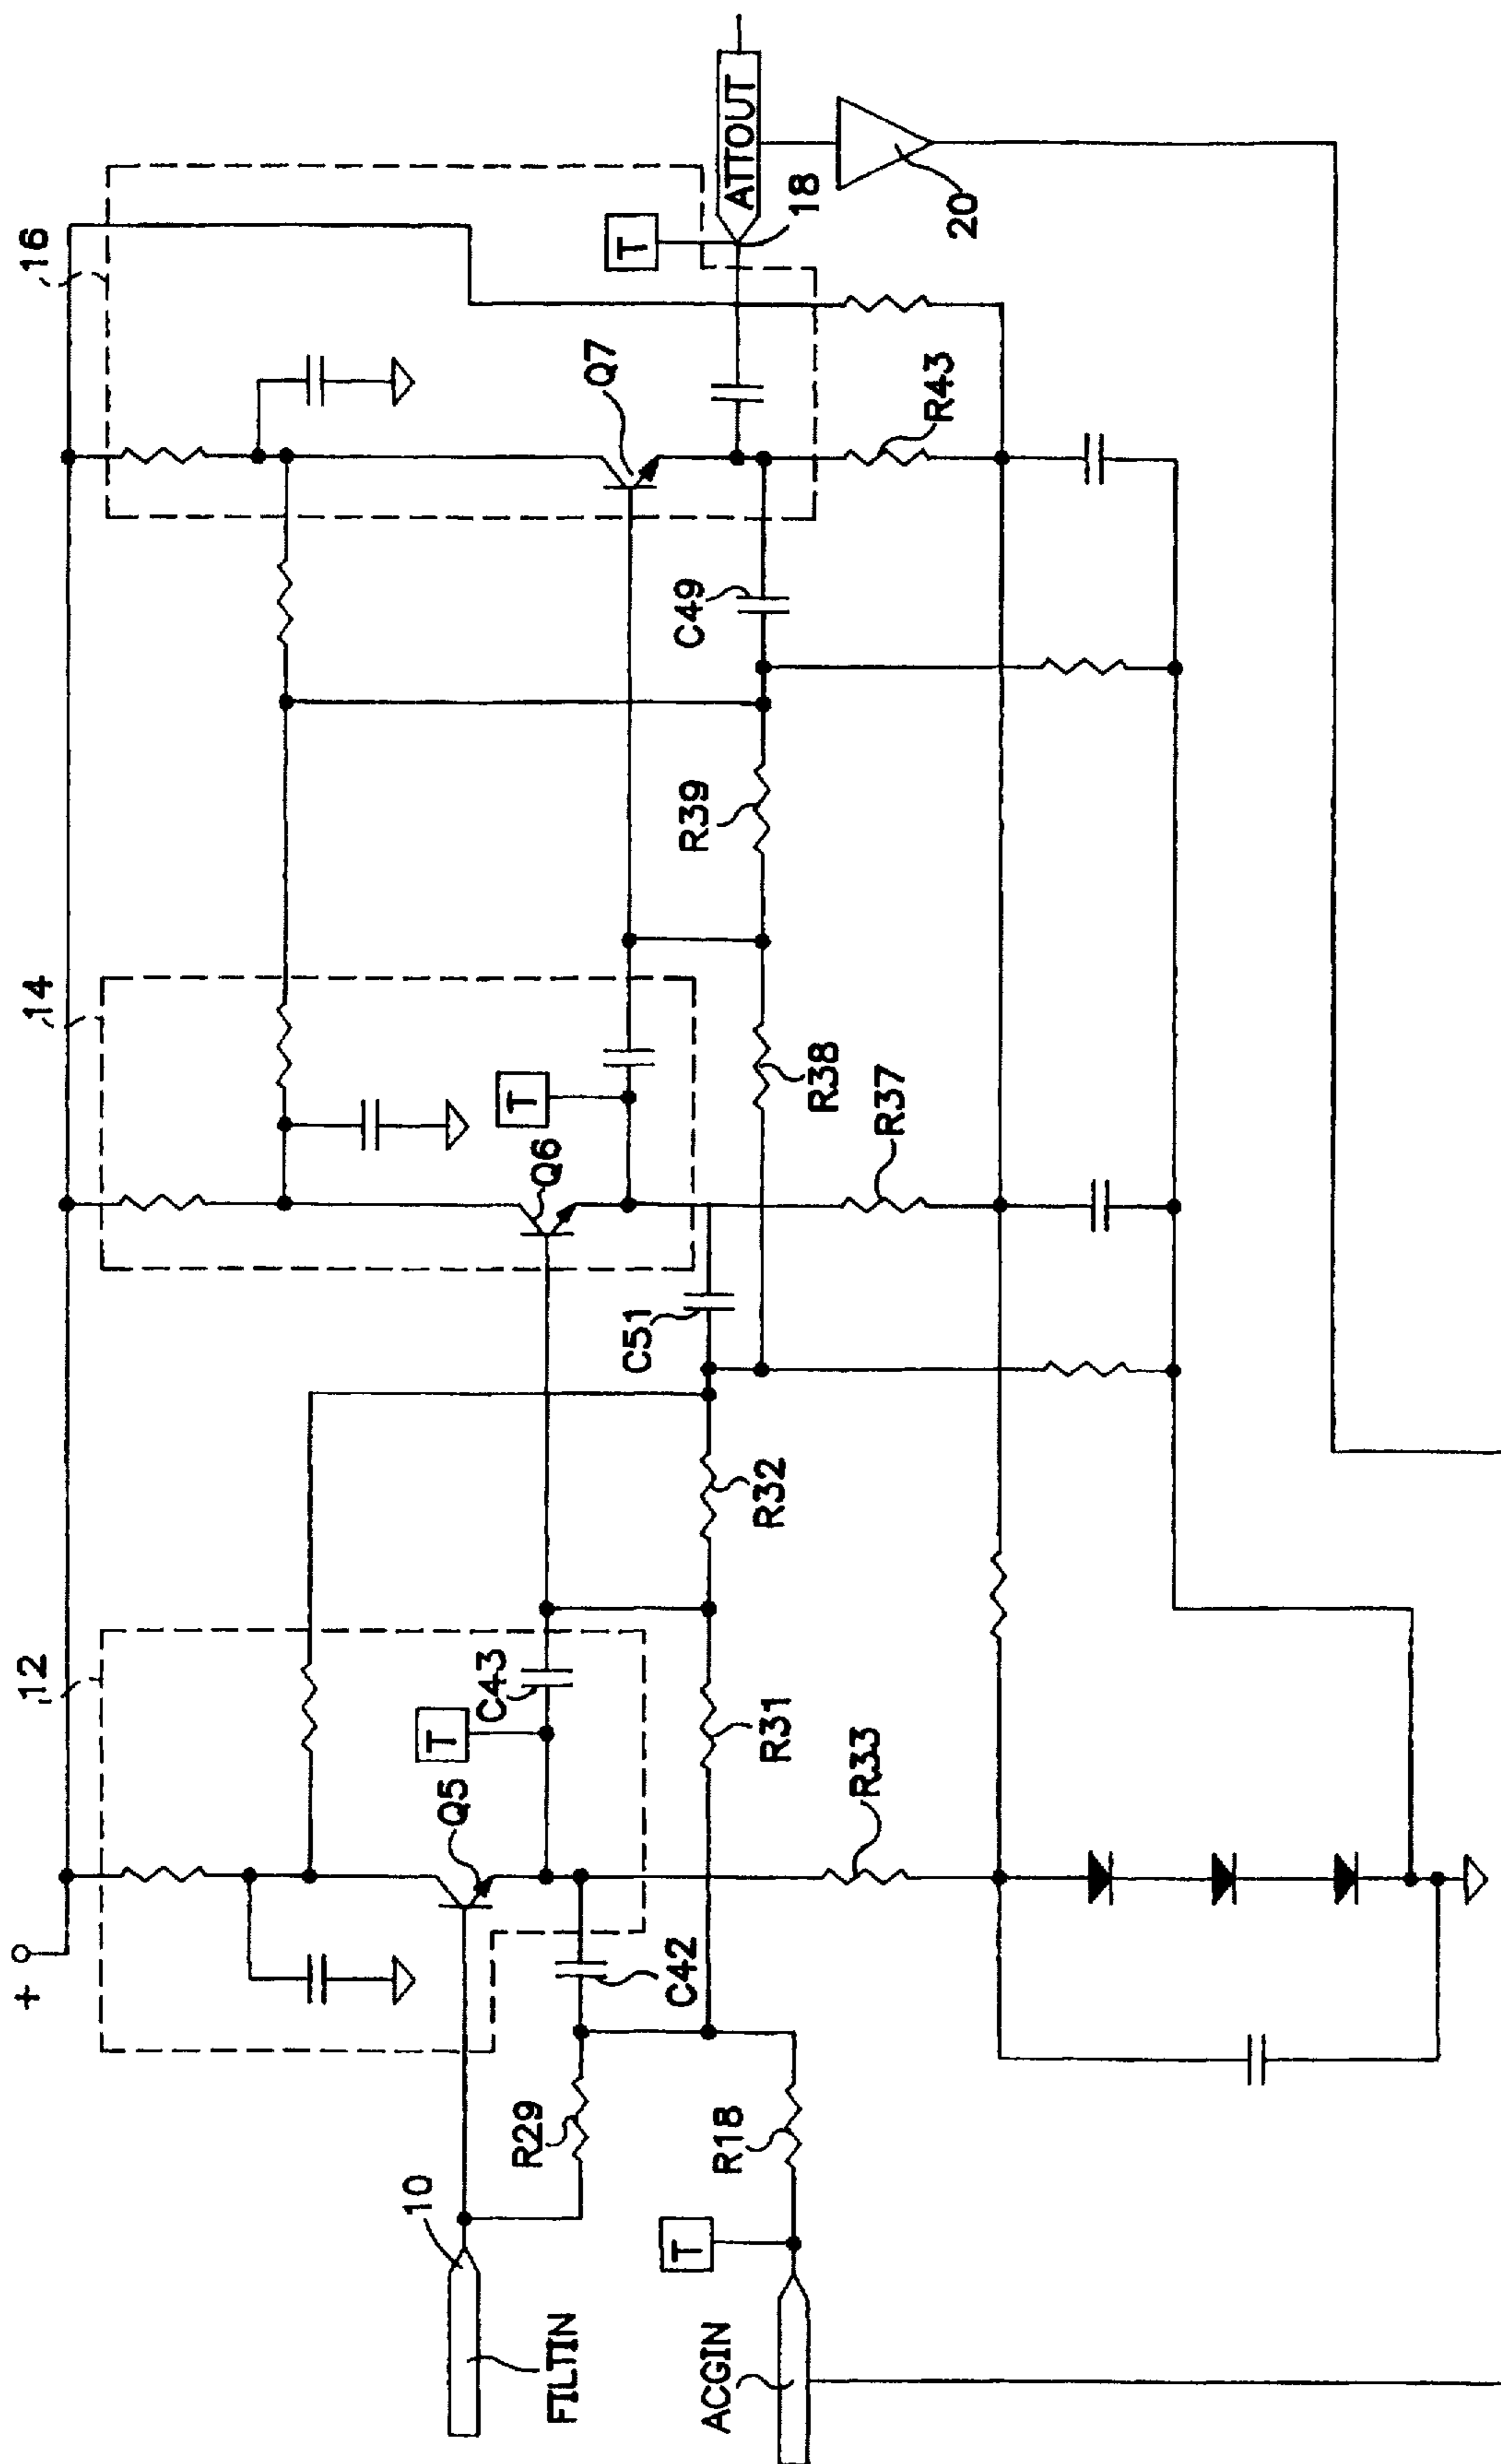 +
12
14
16
Q5
Q6
Q7
T
T
T
T
C43
C42
C51
C49
10
FILTIN
R29
R18
ACGIN
R31
R32
R38
R39
R33
R37
R43
ATTOUT
18
20